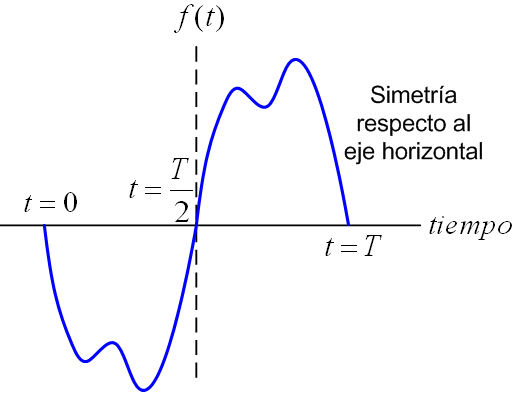 f(t)
Simetría
respecto al
eje horizontal
t = T/2
t = 0
tiempo
t = T